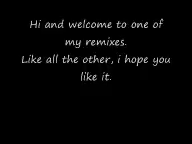 Hi and welcome to one of
my remixes.
Like all the other, i hope you
like it.